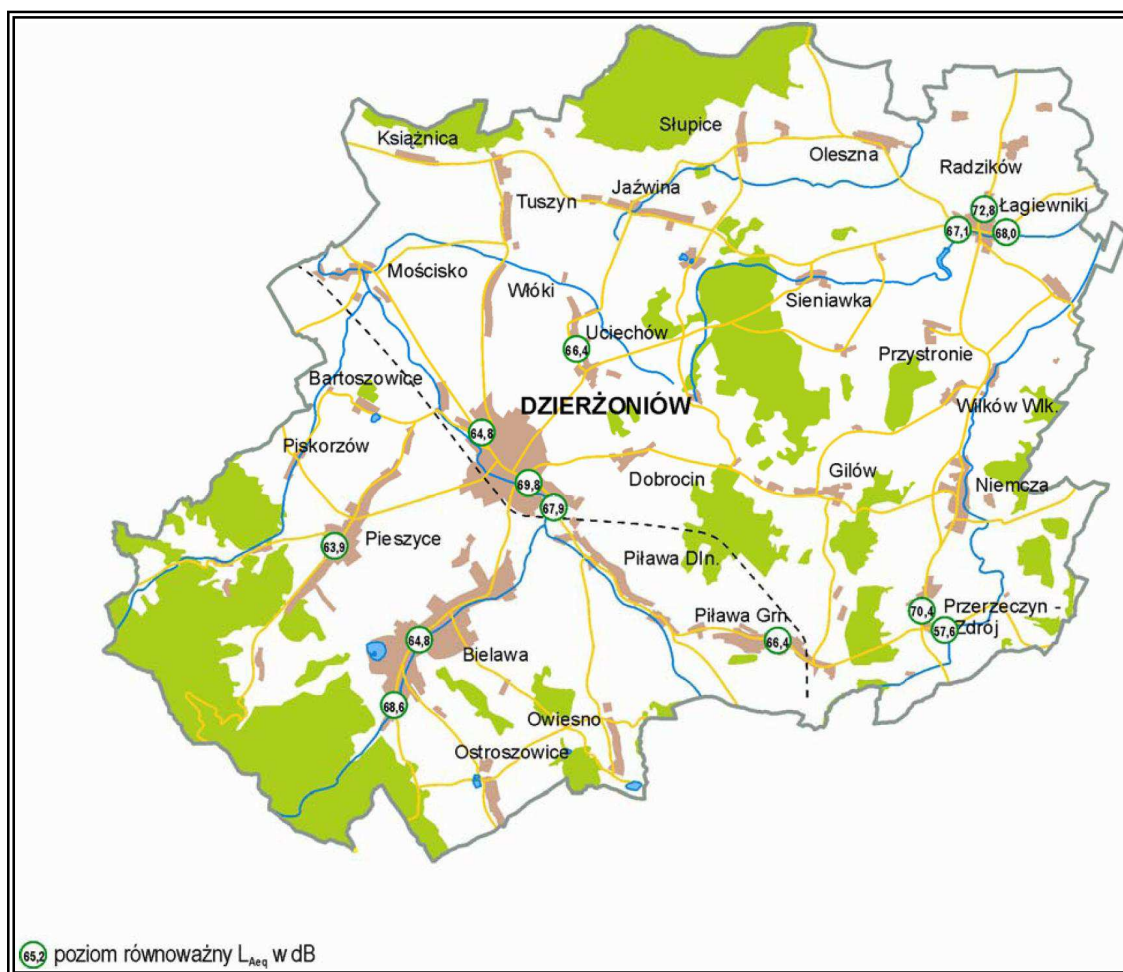 Słupice
Książnica
Oleszna
Radzików
Jaźwina
Tuszyn
72,8
Łagiewniki
67,1
68,0
Mościsko
Włóki
Sieniawka
Uciechów
66,4
Przystronie
Bartoszowice
DZIERŻONIÓW
Wilków Wlk.
64,8
Piskorzów
Gilów
Dobrocin
Niemcza
69,8
67,9
Pieszyce
63,9
Piława Dln.
70,4
Przerzeczyn -
Zdrój
Piława Grn.
57,6
66,4
64,8
Bielawa
68,6
Owiesno
Ostroszowice
65,2 poziom równoważny LAeq w dB